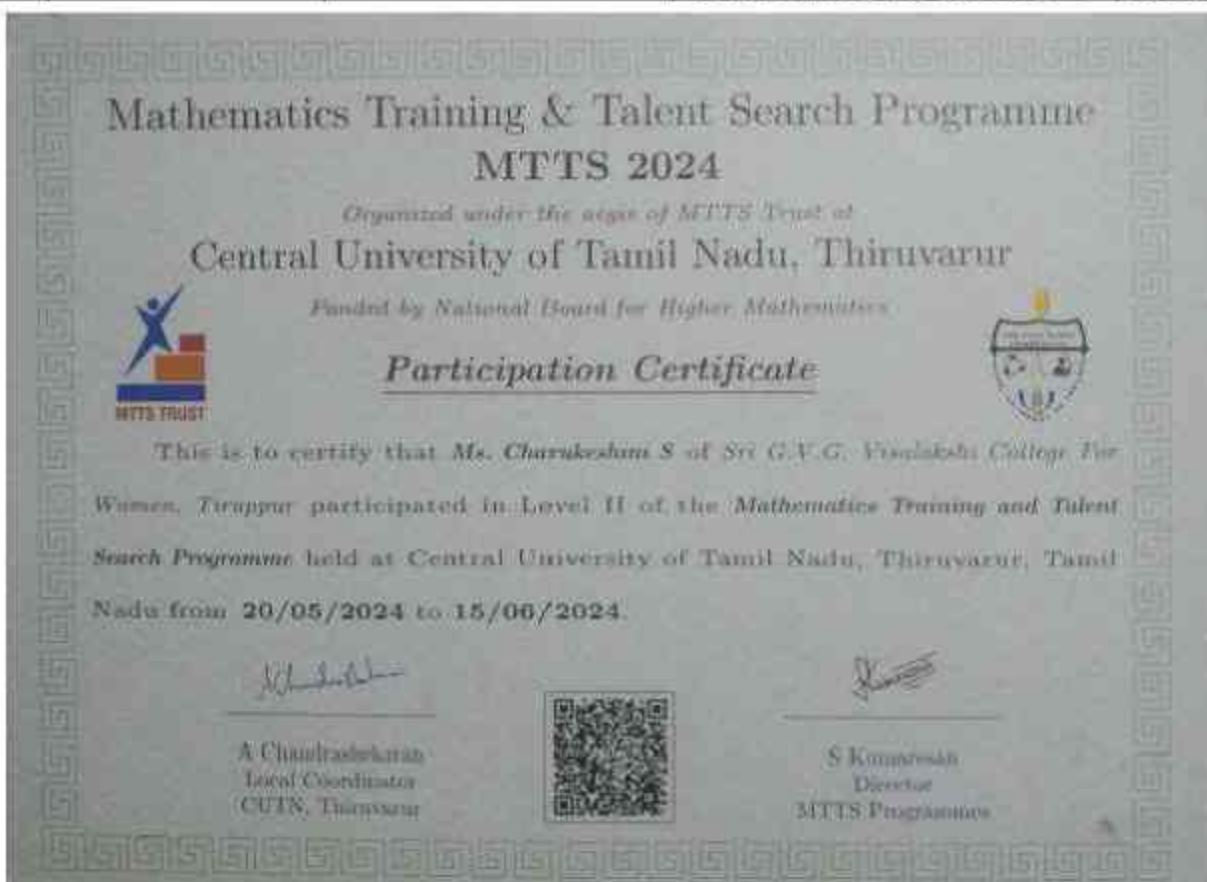 Mathematics Training & Talent Search Programme
MTTS 2024
Organized under the aegis of MTTS Trust at
Central University of Tamil Nadu, Thiruvarur
Funded by National Board for Higher Mathematics
Participation Certificate
MTTS TRUST
This is to certify that Ms. Charukeshini S of Sri G.V.G. Visalakshi College For
Women, Tiruppur participated in Level II of the Mathematics Training and Talent
Search Programme held at Central University of Tamil Nadu, Thiruvarur, Tamil
Nadu from 20/05/2024 to 15/06/2024.
A Chandrashekaran
Local Coordinator
CUTN, Thiruvarur
S Kumaresan
Director
MTTS Programmes